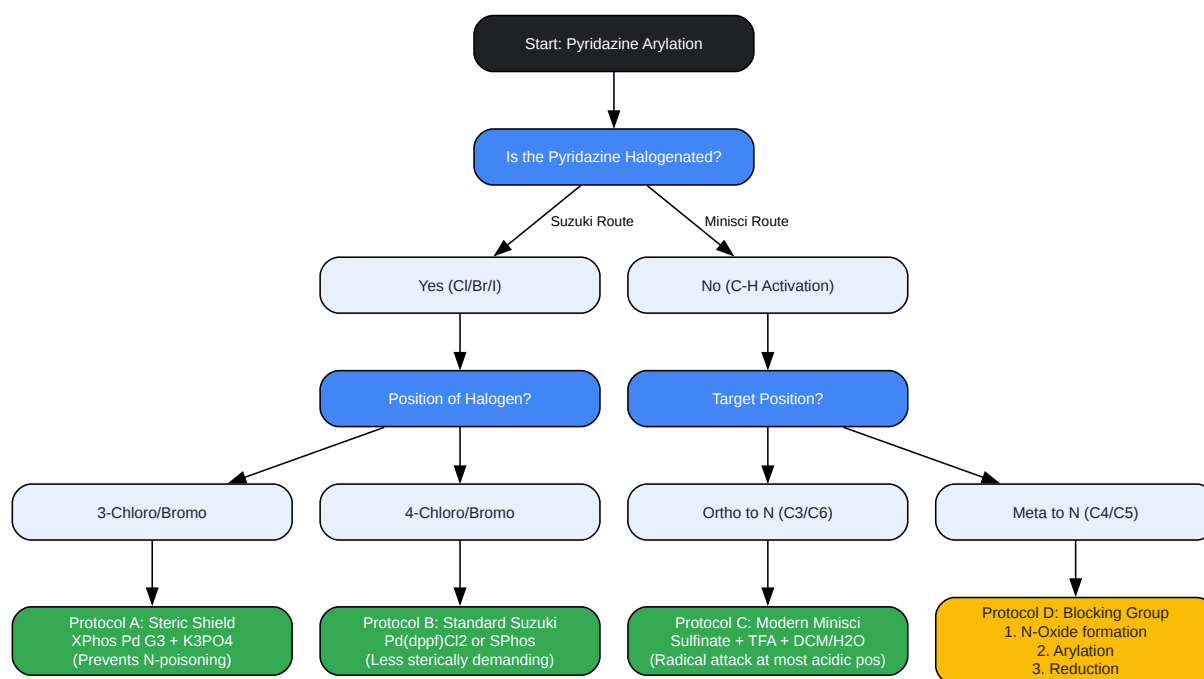 Start: Pyridazine Arylation
Is the Pyridazine Halogenated?
Suzuki Route
Minisci Route
Yes (Cl/Br/I)
No (C-H Activation)
Position of Halogen?
Target Position?
3-Chloro/Bromo
4-Chloro/Bromo
Ortho to N (C3/C6)
Meta to N (C4/C5)
Protocol A: Steric Shield
XPhos Pd G3 + K3PO4
(Prevents N-poisoning)
Protocol B: Standard Suzuki
Pd(dppf)Cl2 or SPhos
(Less sterically demanding)
Protocol C: Modern Minisci
Sulfinate + TFA + DCM/H2O
(Radical attack at most acidic pos)
Protocol D: Blocking Group
1. N-Oxide formation
2. Arylation
3. Reduction